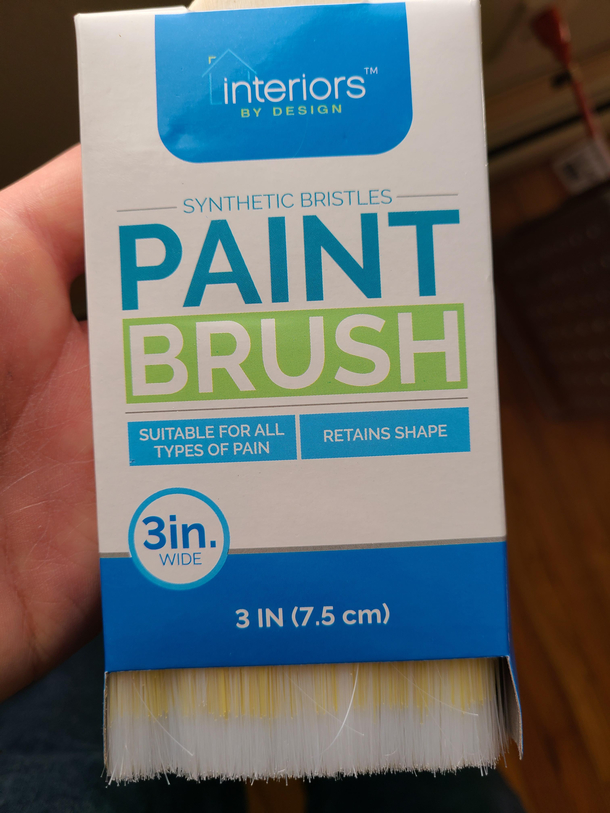 interiors™
BY DESIGN
SYNTHETIC BRISTLES
PAINT
BRUSH
SUITABLE FOR ALL
TYPES OF PAIN
RETAINS SHAPE
3in.
WIDE
3 IN (7.5 cm)